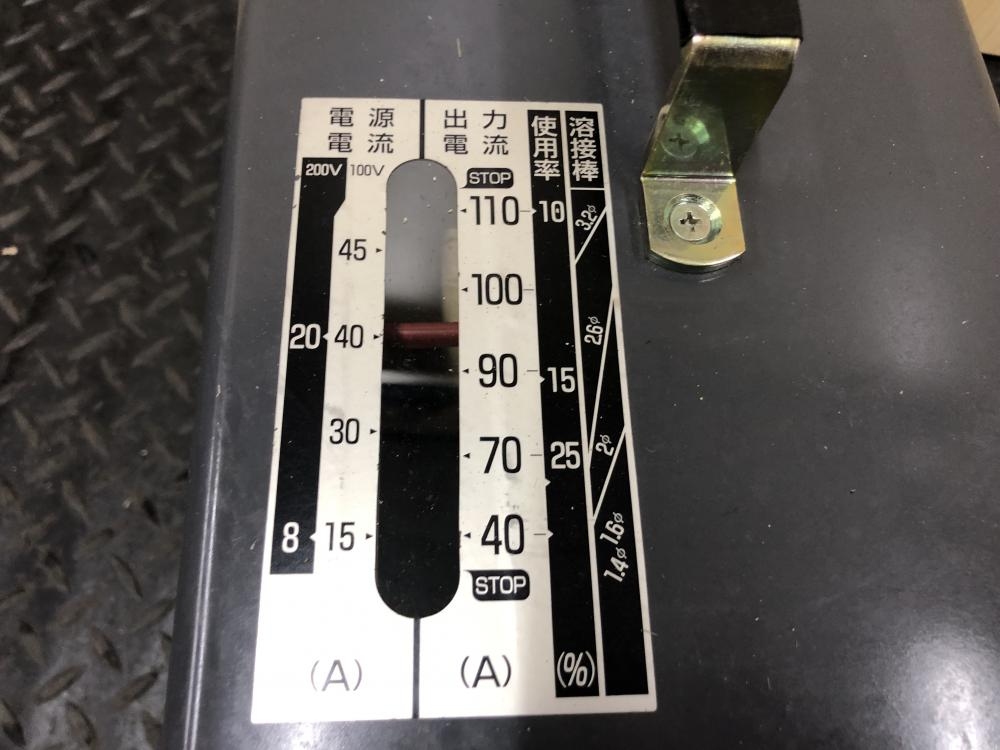 電源
電流
出力
電流
使用率
溶接棒
200V 100V
STOP
110
10
3.2φ
45
100
2.6φ
20
40
90
15
30
70
25
2φ
8
15
40
1.6φ
1.4φ
STOP
(A)
(A)
(%)